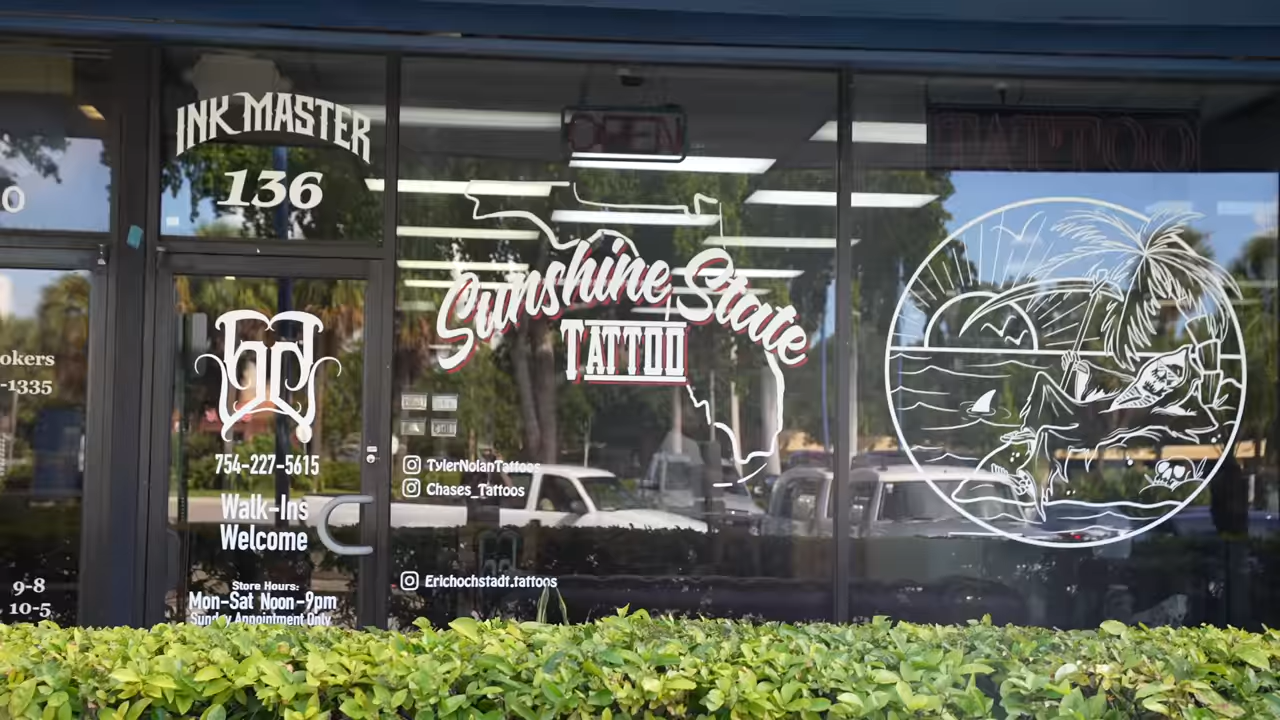 INK MASTER
136
OPEN
TATTOO
Sunshine State
TATTOO
0
okers
-1335
754-227-5615
Walk-Ins
Welcome
TylerNolanTattoos
Chases_Tattoos
Erichochstadt.tattoos
Store Hours:
Mon-Sat Noon-9pm
Sunday Appointment Only
9-8
10-5